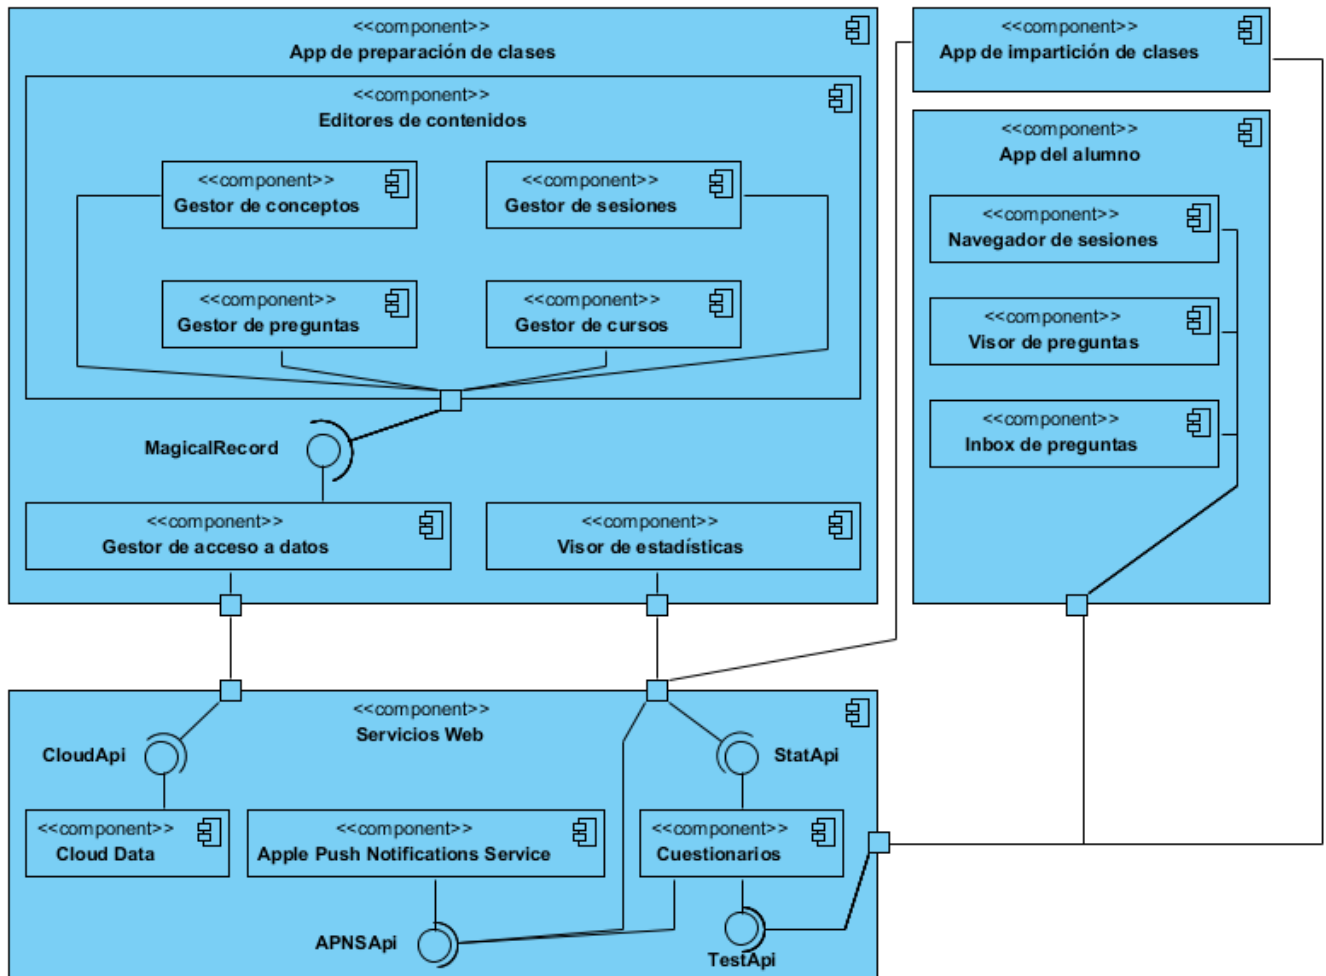 <<component>>
App de preparación de clases
<<component>>
Editores de contenidos
<<component>>
Gestor de conceptos
<<component>>
Gestor de sesiones
<<component>>
Gestor de preguntas
<<component>>
Gestor de cursos
MagicalRecord
<<component>>
Gestor de acceso a datos
<<component>>
Visor de estadísticas
<<component>>
App de impartición de clases
<<component>>
App del alumno
<<component>>
Navegador de sesiones
<<component>>
Visor de preguntas
<<component>>
Inbox de preguntas
<<component>>
Servicios Web
CloudApi
StatApi
<<component>>
Cloud Data
<<component>>
Apple Push Notifications Service
<<component>>
Cuestionarios
APNSApi
TestApi